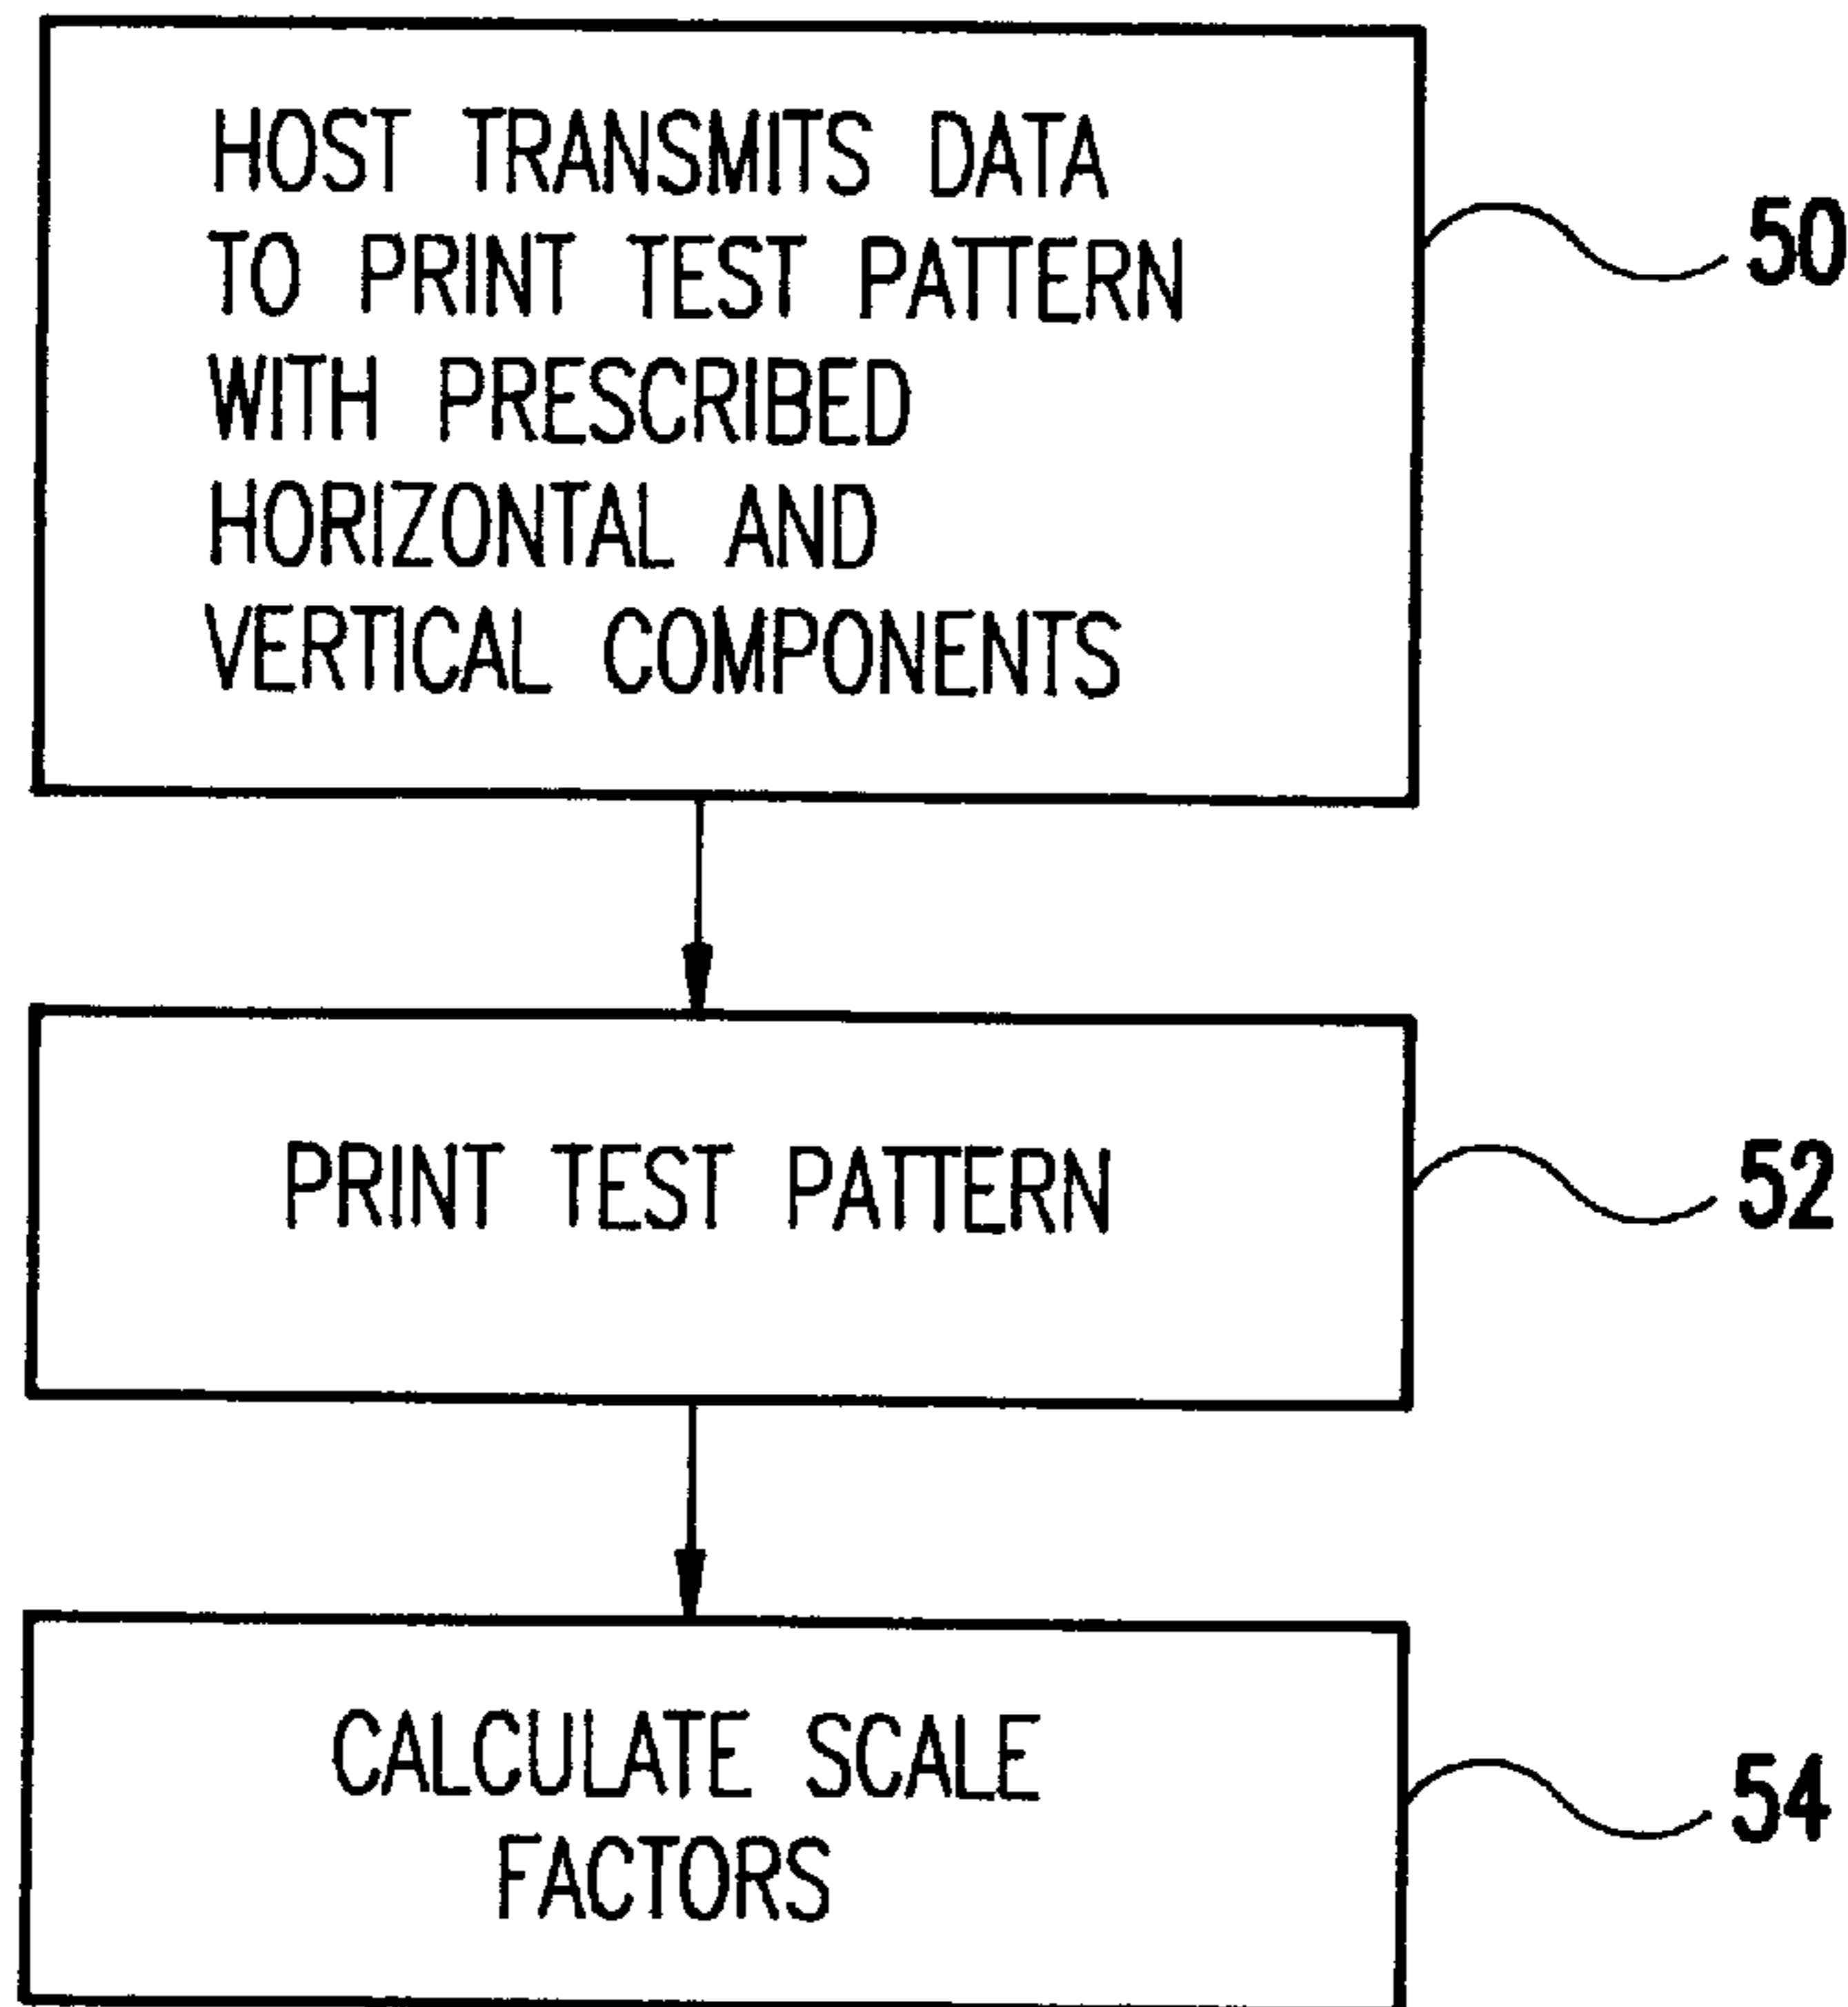 HOST TRANSMITS DATA
TO PRINT TEST PATTERN
WITH PRESCRIBED
HORIZONTAL AND
VERTICAL COMPONENTS
50
PRINT TEST PATTERN
52
CALCULATE SCALE
FACTORS
54